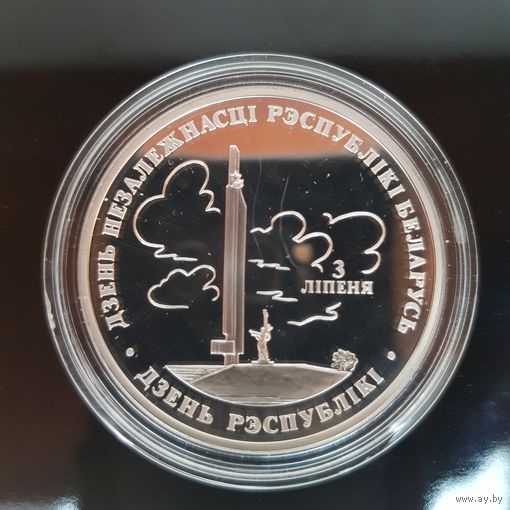 ДЗЕНЬ НЕЗАЛЕЖНАСЦІ РЭСПУБЛІКІ БЕЛАРУСЬ
3
ЛІПЕНЯ
• ДЗЕНЬ РЭСПУБЛІКІ •
www.ay.by